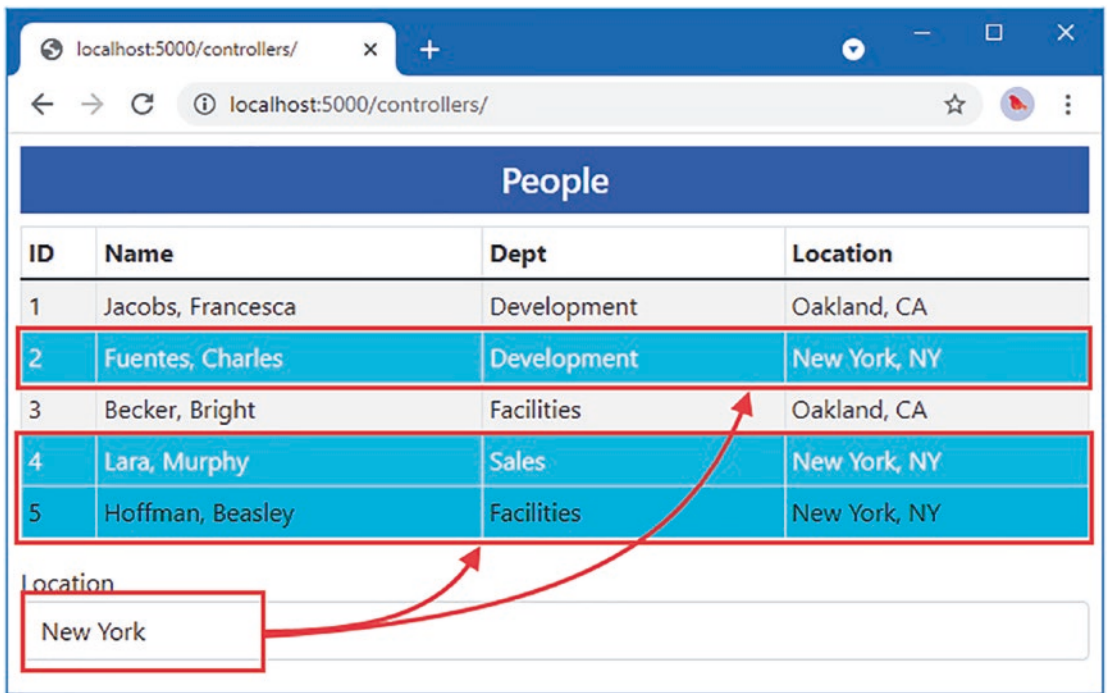 localhost:5000/controllers/
localhost:5000/controllers/
People
ID Name Dept Location
1 Jacobs, Francesca Development Oakland, CA
2 Fuentes, Charles Development New York, NY
3 Becker, Bright Facilities Oakland, CA
4 Lara, Murphy Sales New York, NY
5 Hoffman, Beasley Facilities New York, NY
Location
New York